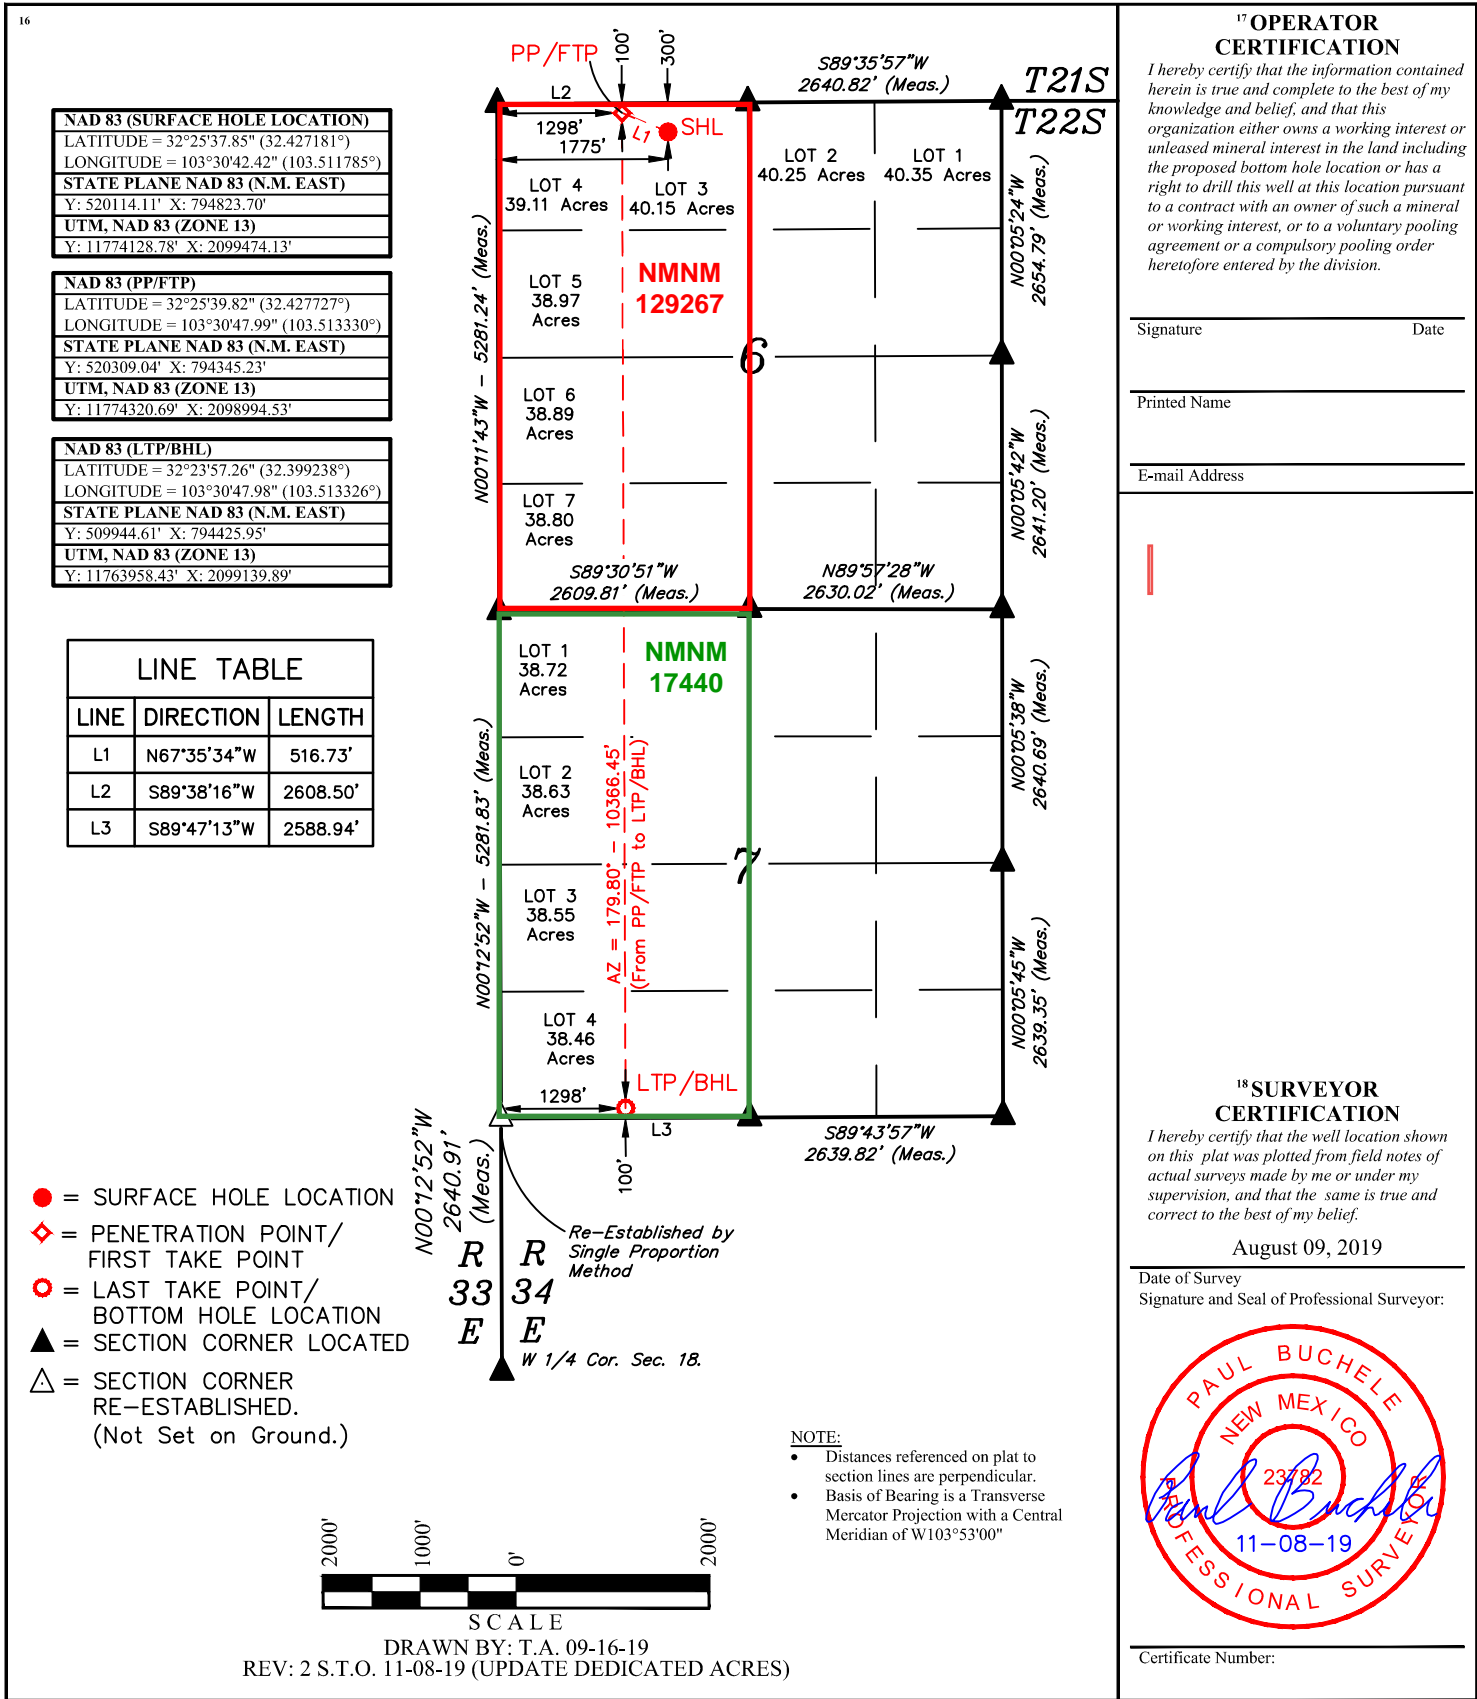 16
PP/FTP
100'
300'
L2
1298'
L1
SHL
1775'
S89°35'57"W
2640.82' (Meas.)
T21S
T22S
LOT 4
39.11 Acres
LOT 3
40.15 Acres
LOT 2
40.25 Acres
LOT 1
40.35 Acres
NAD 83 (SURFACE HOLE LOCATION)
LATITUDE = 32°25'37.85" (32.427181°)
LONGITUDE = 103°30'42.42" (103.511785°)
STATE PLANE NAD 83 (N.M. EAST)
Y: 520114.11' X: 794823.70'
UTM, NAD 83 (ZONE 13)
Y: 11774128.78' X: 2099474.13'
NAD 83 (PP/FTP)
LATITUDE = 32°25'39.82" (32.427727°)
LONGITUDE = 103°30'47.99" (103.513330°)
STATE PLANE NAD 83 (N.M. EAST)
Y: 520309.04' X: 794345.23'
UTM, NAD 83 (ZONE 13)
Y: 11774320.69' X: 2098994.53'
NAD 83 (LTP/BHL)
LATITUDE = 32°23'57.26" (32.399238°)
LONGITUDE = 103°30'47.98" (103.513326°)
STATE PLANE NAD 83 (N.M. EAST)
Y: 509944.61' X: 794425.95'
UTM, NAD 83 (ZONE 13)
Y: 11763958.43' X: 2099139.89'
LINE TABLE
LINE DIRECTION LENGTH
L1 N67°35'34"W 516.73'
L2 S89°38'16"W 2608.50'
L3 S89°47'13"W 2588.94'
N00°11'43"W - 5281.24' (Meas.)
LOT 5
38.97
Acres
NMNM
129267
6
LOT 6
38.89
Acres
LOT 7
38.80
Acres
N00°05'24"W
2654.79' (Meas.)
N00°05'42"W
2641.20' (Meas.)
S89°30'51"W
2609.81' (Meas.)
N89°57'28"W
2630.02' (Meas.)
LOT 1
38.72
Acres
NMNM
17440
N00°12'52"W - 5281.83' (Meas.)
LOT 2
38.63
Acres
AZ = 179.80° - 10366.45'
(From PP/FTP to LTP/BHL)
7
LOT 3
38.55
Acres
LOT 4
38.46
Acres
N00°05'38"W
2640.69' (Meas.)
N00°05'45"W
2639.35' (Meas.)
1298'
LTP/BHL
L3
100'
S89°43'57"W
2639.82' (Meas.)
N00°12'52"W
2640.91'
(Meas.)
Re-Established by
Single Proportion
Method
R R
33 34
E E
W 1/4 Cor. Sec. 18.
= SURFACE HOLE LOCATION
= PENETRATION POINT/
FIRST TAKE POINT
= LAST TAKE POINT/
BOTTOM HOLE LOCATION
= SECTION CORNER LOCATED
= SECTION CORNER
RE-ESTABLISHED.
(Not Set on Ground.)
NOTE:
• Distances referenced on plat to
section lines are perpendicular.
• Basis of Bearing is a Transverse
Mercator Projection with a Central
Meridian of W103°53'00"
2000' 1000' 0' 2000'
SCALE
DRAWN BY: T.A. 09-16-19
REV: 2 S.T.O. 11-08-19 (UPDATE DEDICATED ACRES)
17 OPERATOR
CERTIFICATION
I hereby certify that the information contained
herein is true and complete to the best of my
knowledge and belief, and that this
organization either owns a working interest or
unleased mineral interest in the land including
the proposed bottom hole location or has a
right to drill this well at this location pursuant
to a contract with an owner of such a mineral
or working interest, or to a voluntary pooling
agreement or a compulsory pooling order
heretofore entered by the division.
Signature Date
Printed Name
E-mail Address
18 SURVEYOR
CERTIFICATION
I hereby certify that the well location shown
on this plat was plotted from field notes of
actual surveys made by me or under my
supervision, and that the same is true and
correct to the best of my belief.
August 09, 2019
Date of Survey
Signature and Seal of Professional Surveyor:
PAUL BUCHELE
NEW MEXICO
23782
Paul Buchele
11-08-19
PROFESSIONAL SURVEYOR
Certificate Number: